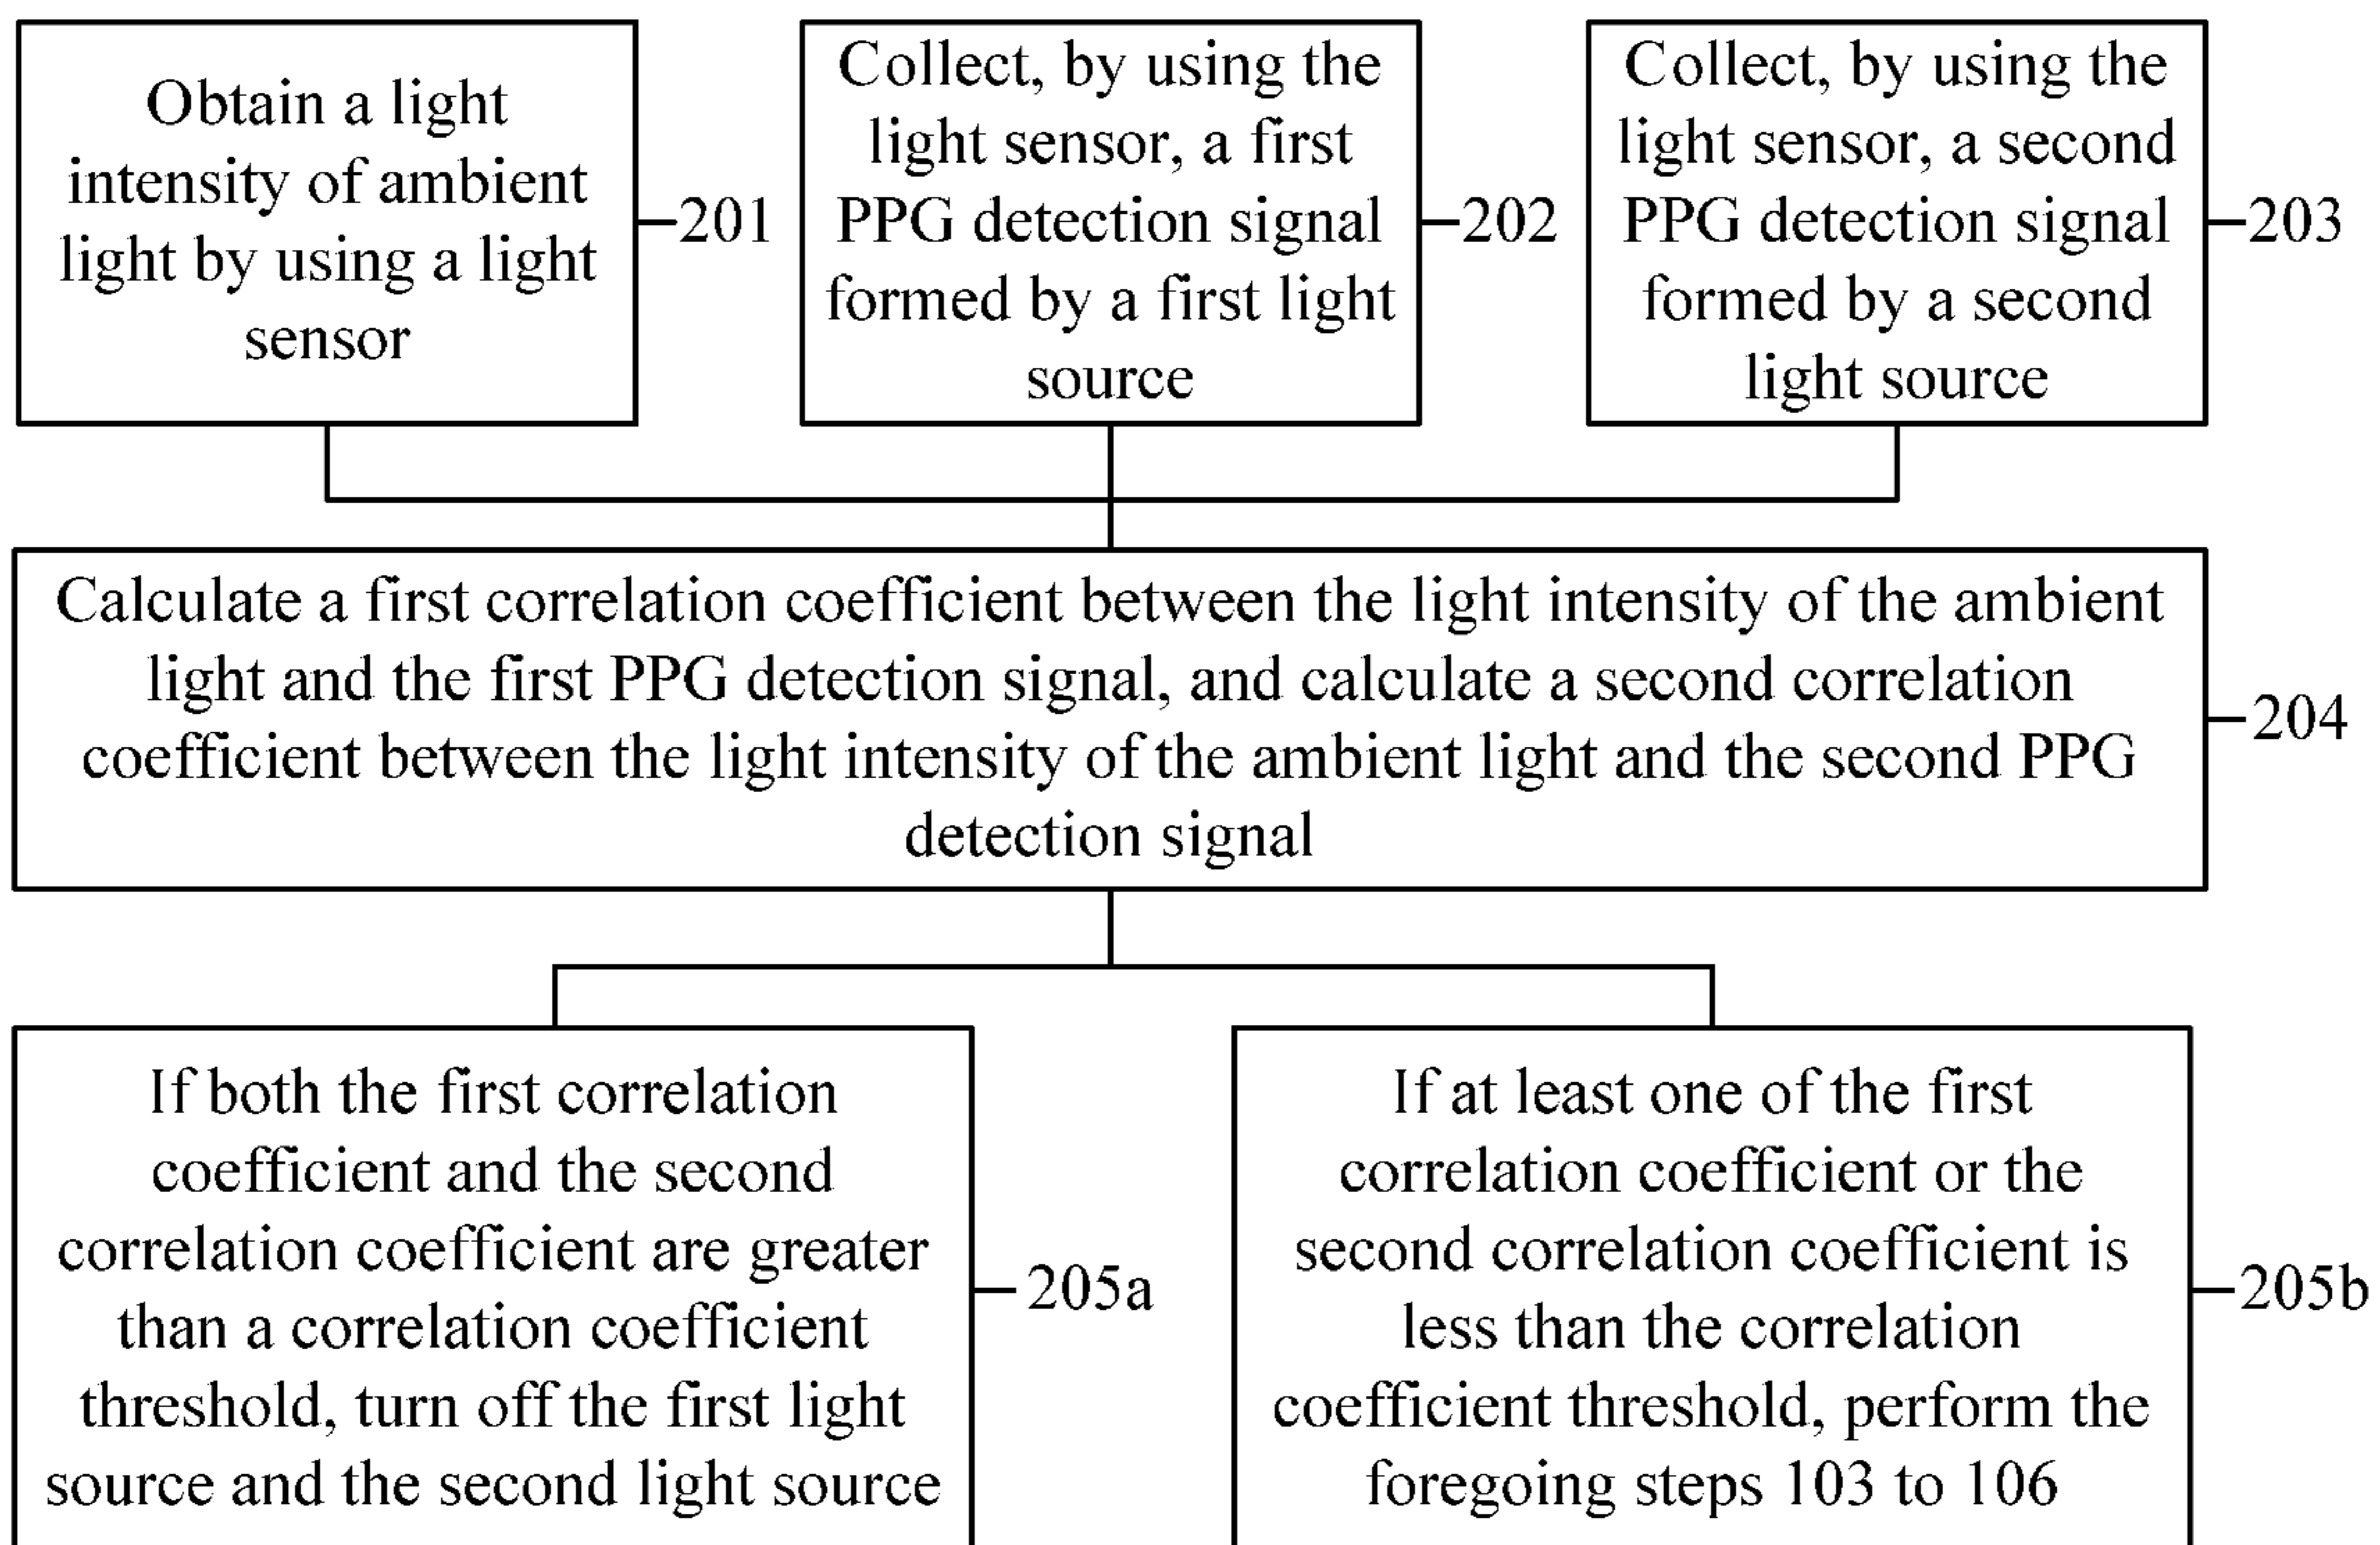 Obtain a light
intensity of ambient
light by using a light
sensor
201
Collect, by using the
light sensor, a first
PPG detection signal
formed by a first light
source
202
Collect, by using the
light sensor, a second
PPG detection signal
formed by a second
light source
203
Calculate a first correlation coefficient between the light intensity of the ambient
light and the first PPG detection signal, and calculate a second correlation
coefficient between the light intensity of the ambient light and the second PPG
detection signal
204
If both the first correlation
coefficient and the second
correlation coefficient are greater
than a correlation coefficient
threshold, turn off the first light
source and the second light source
205a
If at least one of the first
correlation coefficient or the
second correlation coefficient is
less than the correlation
coefficient threshold, perform the
foregoing steps 103 to 106
205b